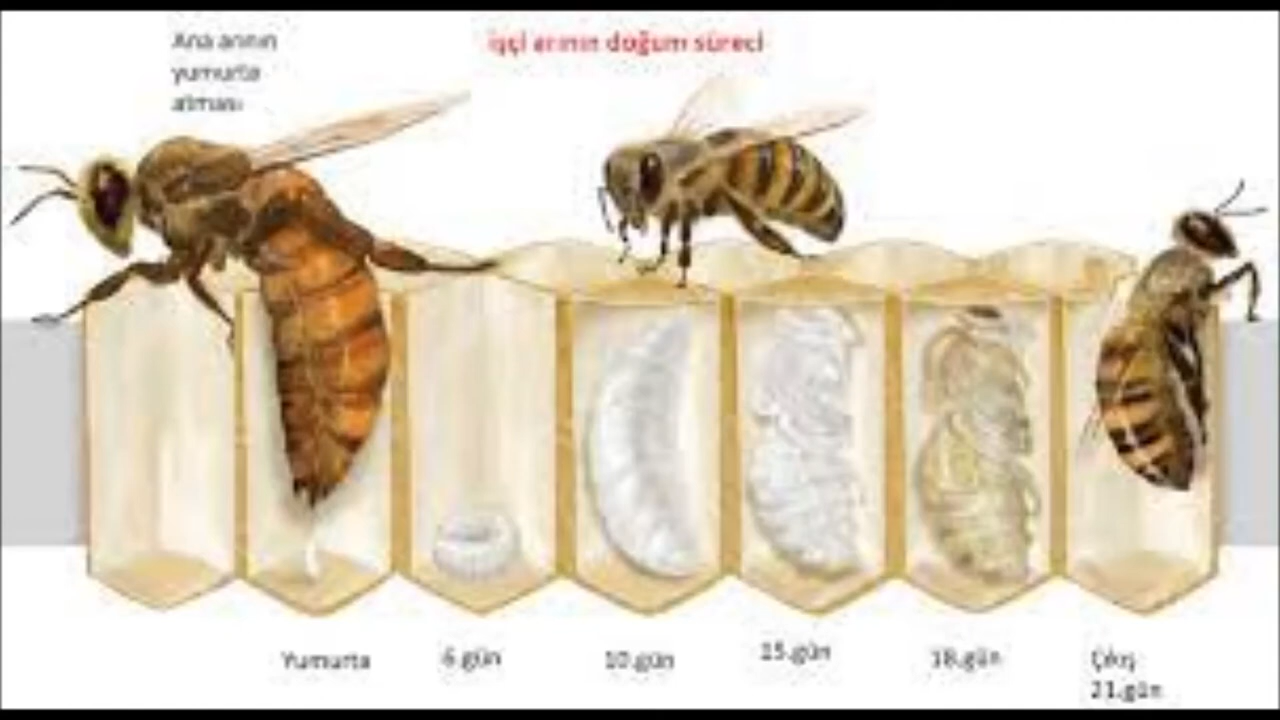 Ana arının
yumurta
atması
işçi arının doğum süreci
Yumurta
6.gün
10.gün
15.gün
18.gün
Çıkış
21.gün